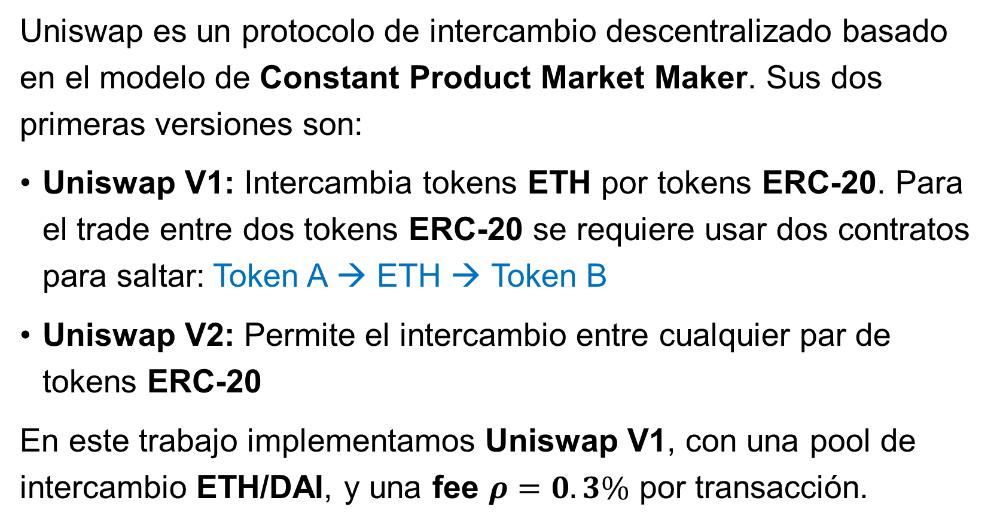 Uniswap es un protocolo de intercambio descentralizado basado
en el modelo de Constant Product Market Maker. Sus dos
primeras versiones son:
• Uniswap V1: Intercambia tokens ETH por tokens ERC-20. Para
el trade entre dos tokens ERC-20 se requiere usar dos contratos
para saltar: Token A → ETH → Token B
• Uniswap V2: Permite el intercambio entre cualquier par de
tokens ERC-20
En este trabajo implementamos Uniswap V1, con una pool de
intercambio ETH/DAI, y una fee ρ = 0.3% por transacción.